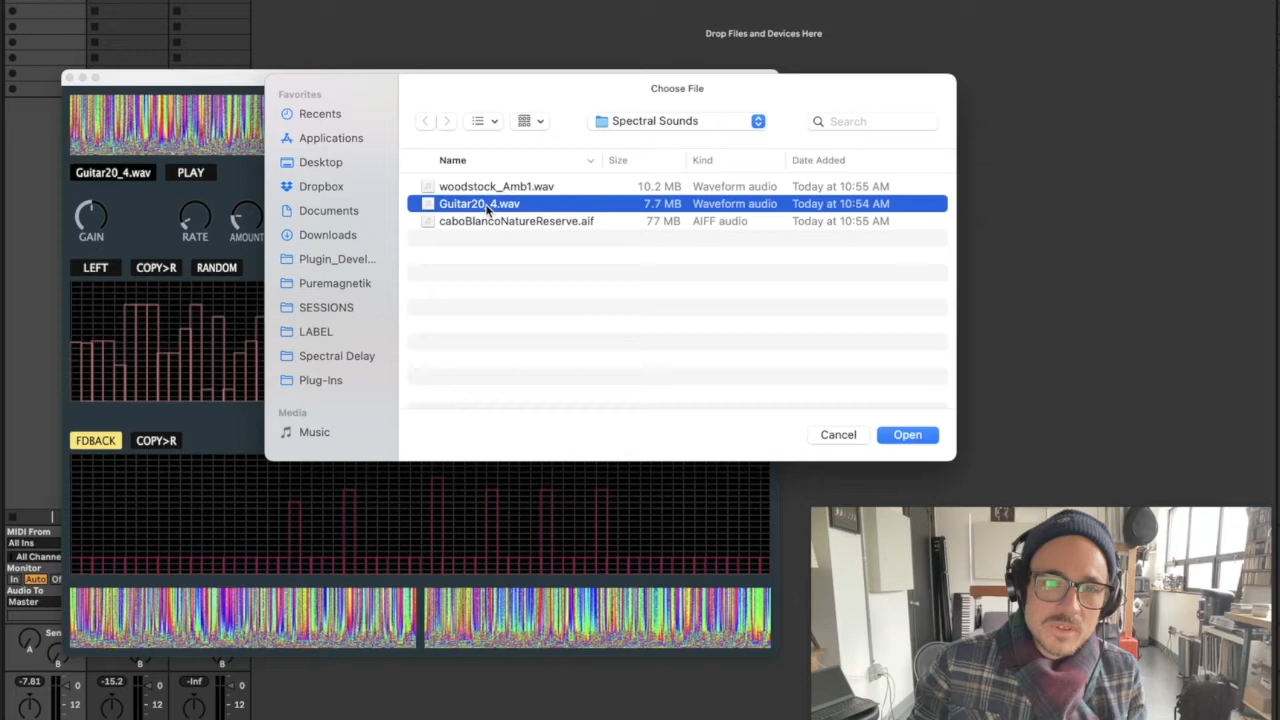 Drop Files and Devices Here
Choose File
Favorites
Recents
Applications
Desktop
Dropbox
Documents
Downloads
Plugin_Devel...
Puremagnetik
SESSIONS
LABEL
Spectral Delay
Plug-Ins
Media
Music
Spectral Sounds
Search
Name Size Kind Date Added
woodstock_Amb1.wav 10.2 MB Waveform audio Today at 10:55 AM
Guitar20_4.wav 7.7 MB Waveform audio Today at 10:54 AM
caboBlancoNatureReserve.aif 77 MB AIFF audio Today at 10:55 AM
Cancel Open
Guitar20_4.wav PLAY
GAIN RATE AMOUNT
LEFT COPY>R RANDOM
FDBACK COPY>R
MIDI From
All Ins
All Channe
Monitor
In Auto Of
Audio To
Master
Sen
A B B B
-7.81 0 -15.2 0 -Inf 0
12 12 12